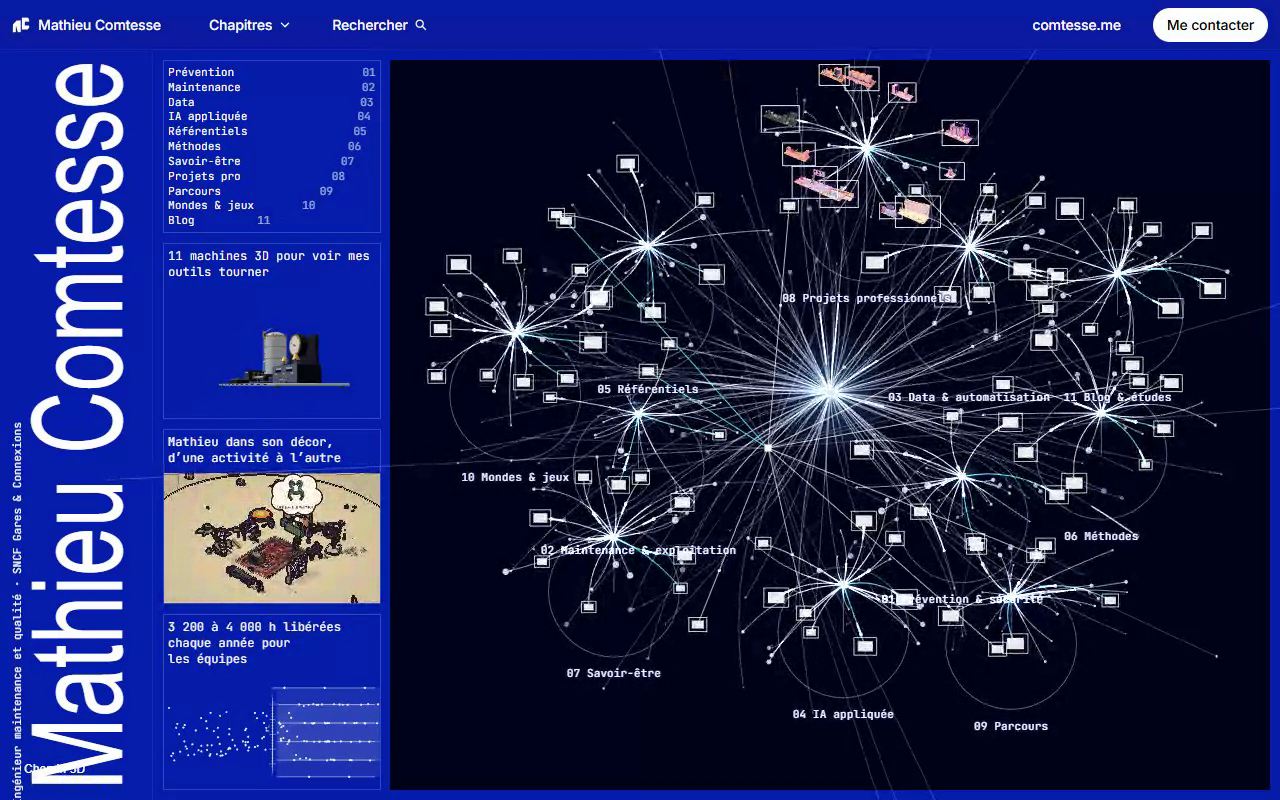 Mathieu Comtesse
Chapitres
Rechercher
comtesse.me
Me contacter
Mathieu Comtesse
ngénieur maintenance et qualité · SNCF Gares & Connexions
Prévention 01
Maintenance 02
Data 03
IA appliquée 04
Référentiels 05
Méthodes 06
Savoir-être 07
Projets pro 08
Parcours 09
Mondes & jeux 10
Blog 11
11 machines 3D pour voir mes
outils tourner
Mathieu dans son décor,
d’une activité à l’autre
3 200 à 4 000 h libérées
chaque année pour
les équipes
08 Projets professionnels
05 Référentiels
03 Data & automatisation
11 Blog & études
10 Mondes & jeux
06 Méthodes
02 Maintenance & exploitation
01 Prévention & sécurité
07 Savoir-être
04 IA appliquée
09 Parcours